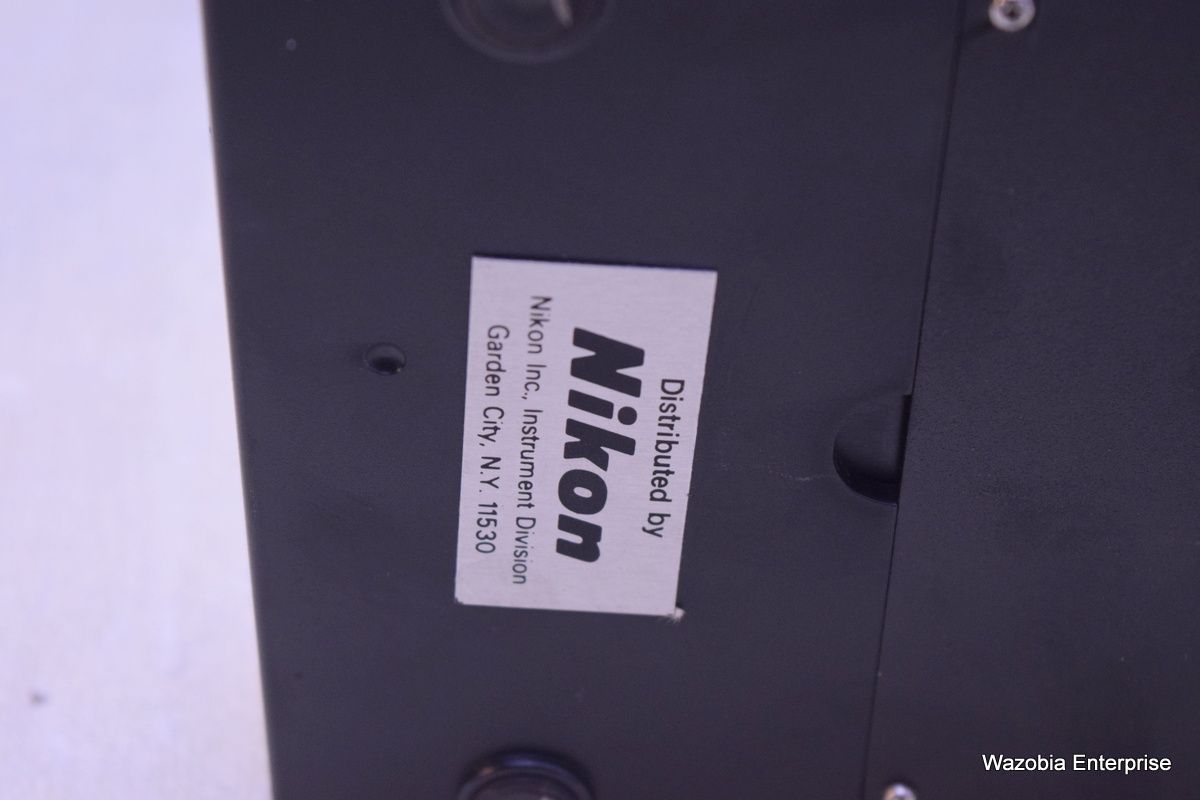 Distributed by
Nikon
Nikon Inc., Instrument Division
Garden City, N.Y. 11530
Wazobia Enterprise